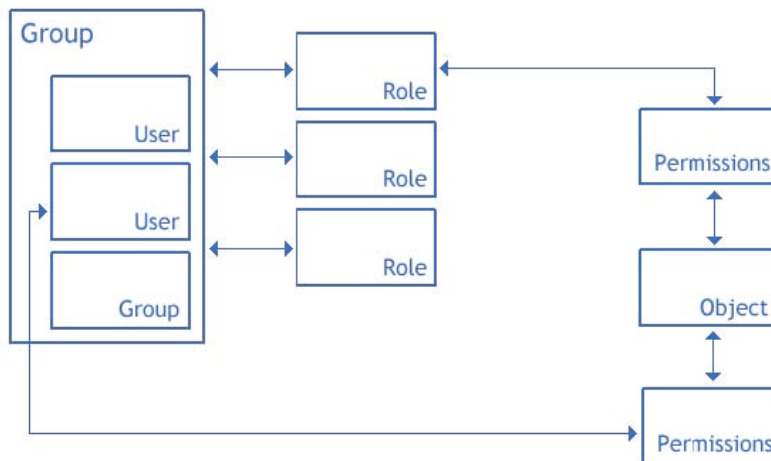 Group
User
User
Group
Role
Role
Role
Permissions
Object
Permissions